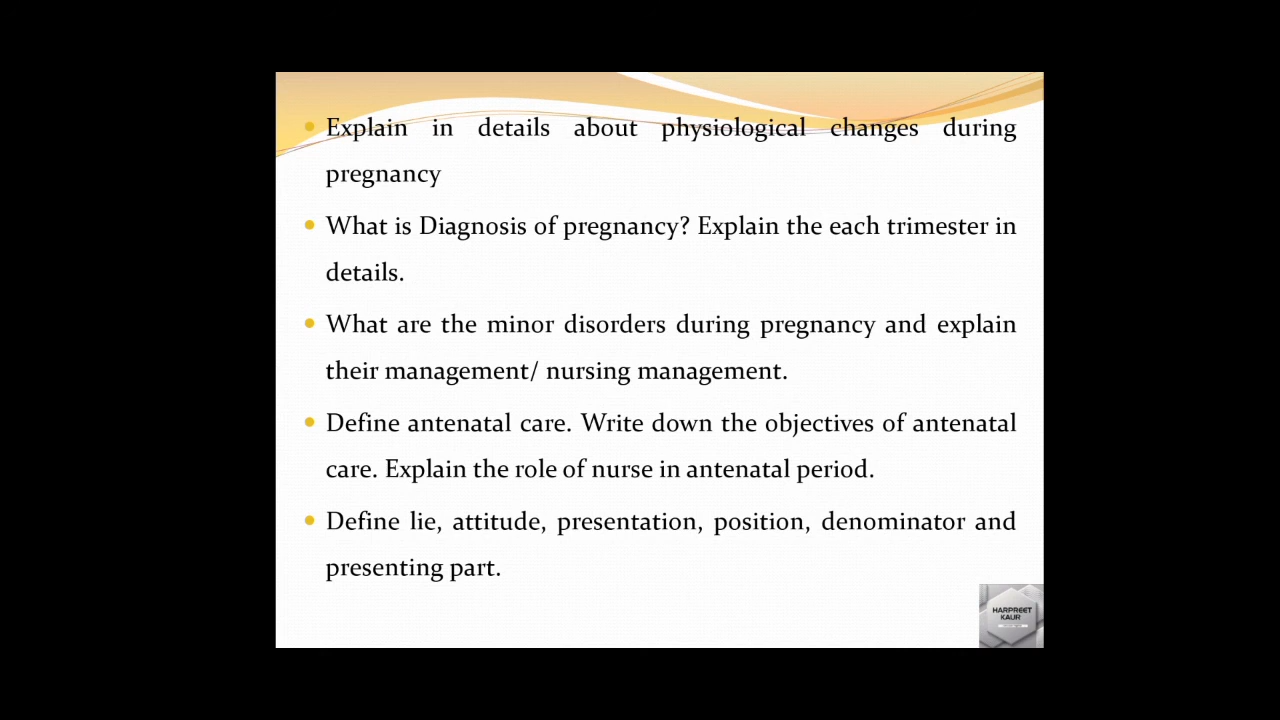 Explain in details about physiological changes during
pregnancy
What is Diagnosis of pregnancy? Explain the each trimester in
details.
What are the minor disorders during pregnancy and explain
their management/ nursing management.
Define antenatal care. Write down the objectives of antenatal
care. Explain the role of nurse in antenatal period.
Define lie, attitude, presentation, position, denominator and
presenting part.
HARPREET
KAUR